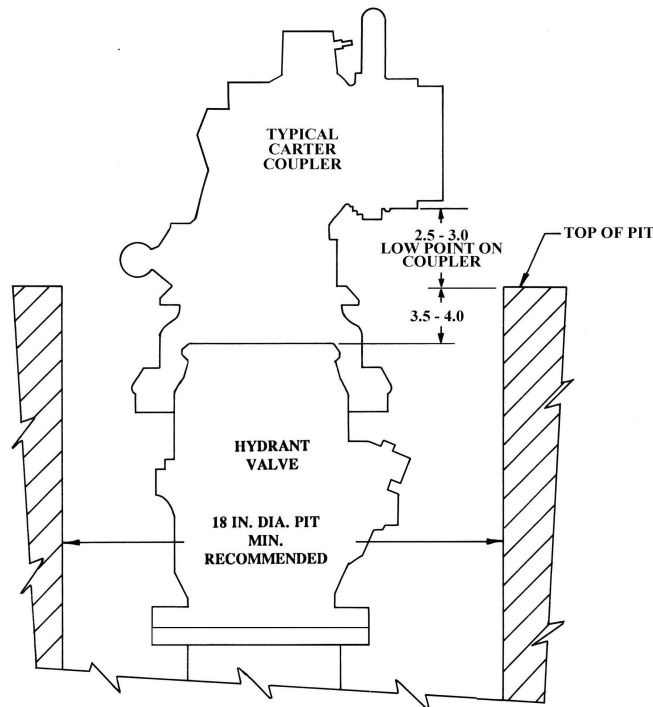 TYPICAL
CARTER
COUPLER
2.5 - 3.0
LOW POINT ON
COUPLER
TOP OF PIT
3.5 - 4.0
HYDRANT
VALVE
18 IN. DIA. PIT
MIN.
RECOMMENDED